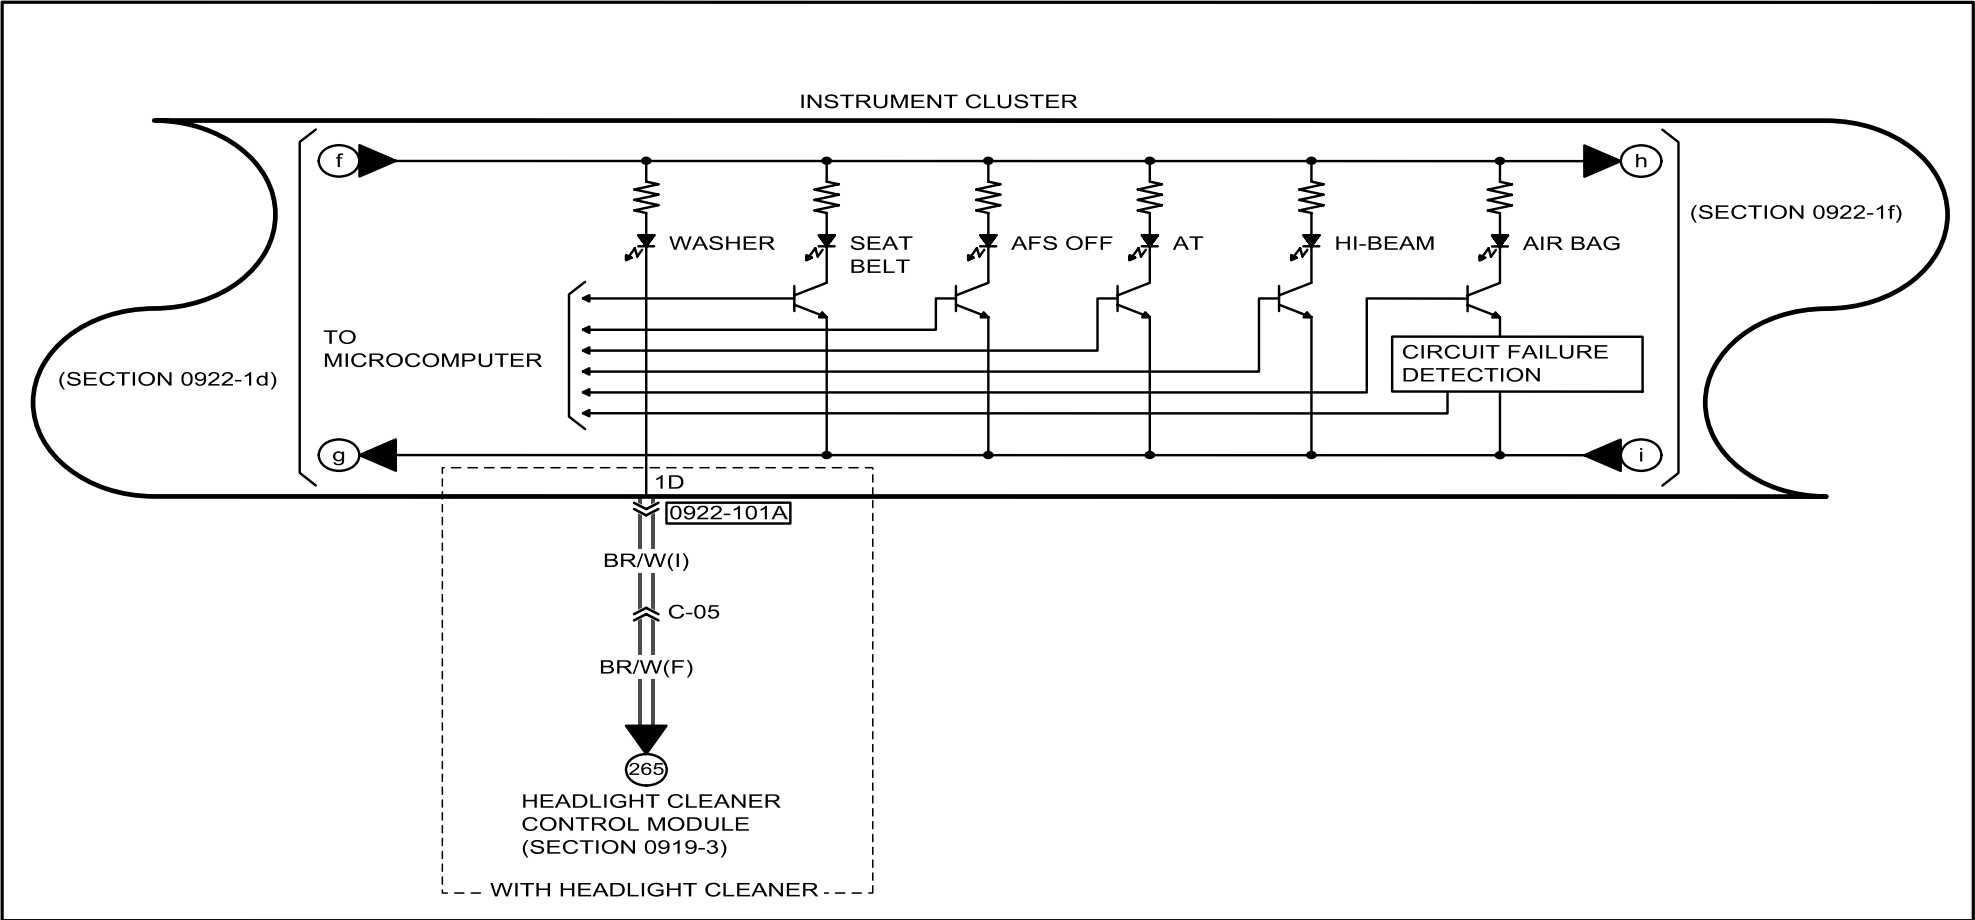 INSTRUMENT CLUSTER
f
h
(SECTION 0922-1f)
WASHER
SEAT
BELT
AFS OFF
AT
HI-BEAM
AIR BAG
TO
MICROCOMPUTER
CIRCUIT FAILURE
DETECTION
(SECTION 0922-1d)
g
i
1D
0922-101A
BR/W(I)
C-05
BR/W(F)
265
HEADLIGHT CLEANER
CONTROL MODULE
(SECTION 0919-3)
WITH HEADLIGHT CLEANER